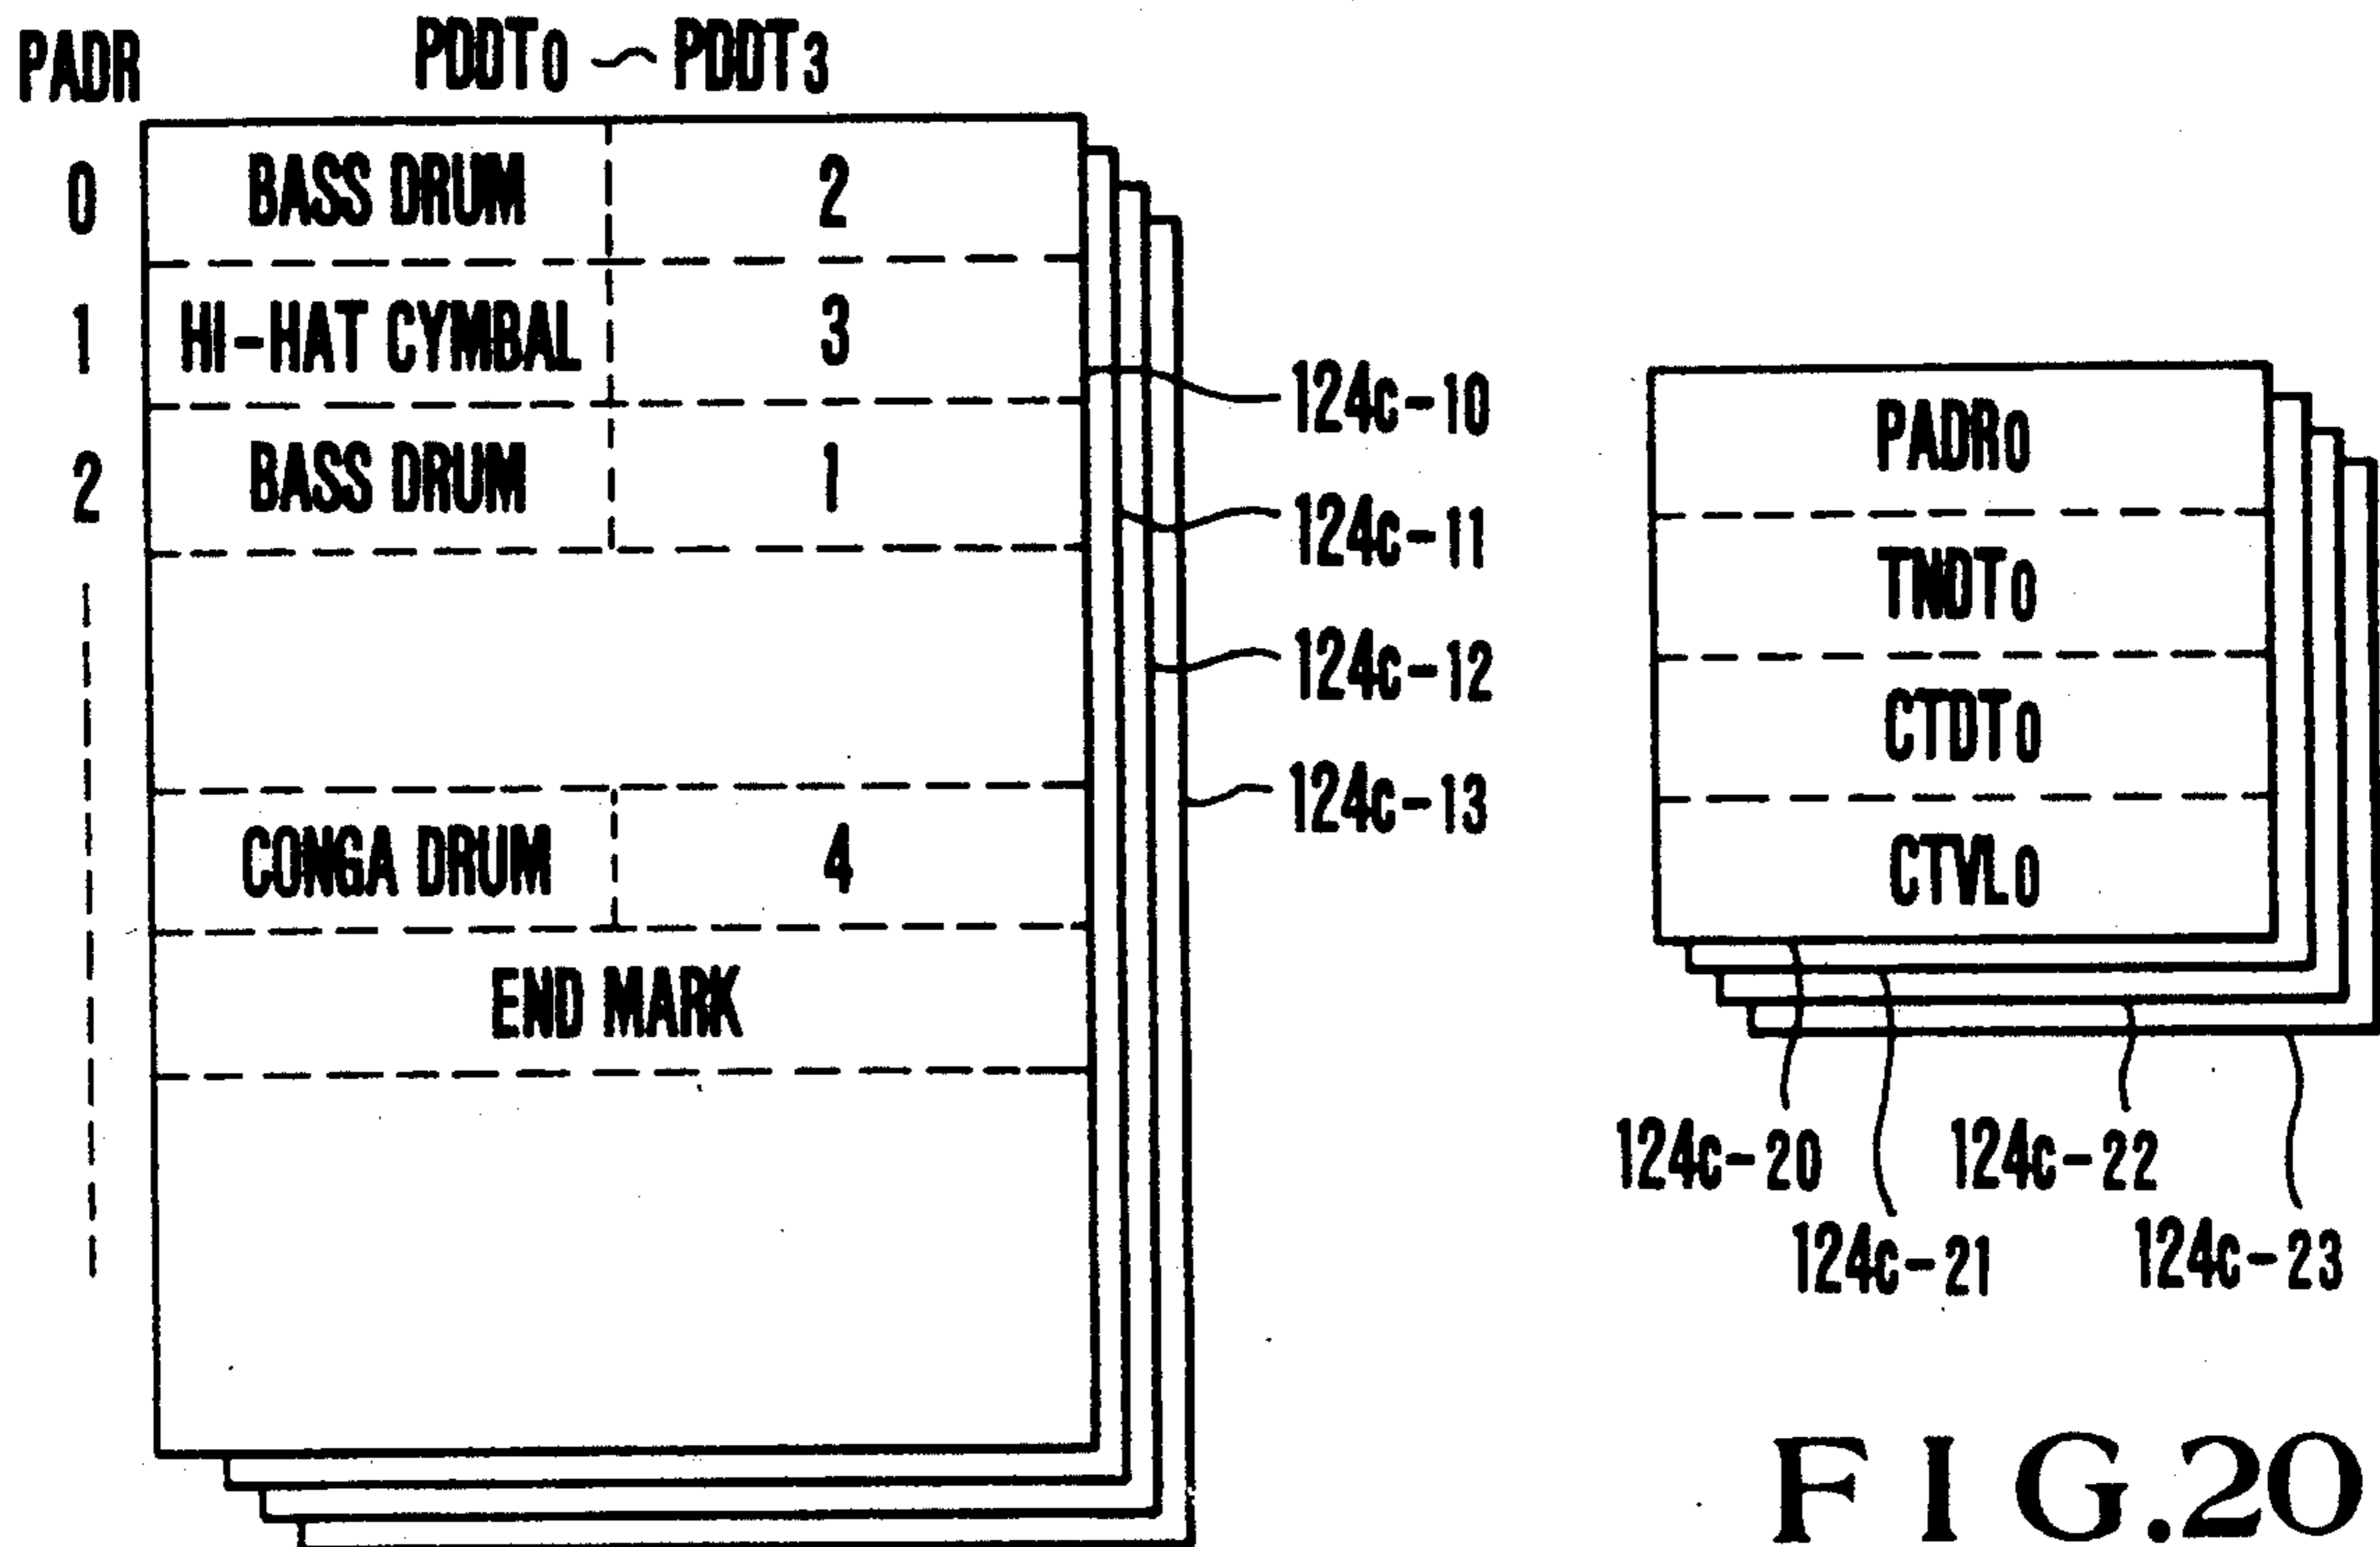 PADR PDDT0 ~ PDDT3
0 BASS DRUM 2
1 HI-HAT CYMBAL 3
2 BASS DRUM 1
CONGA DRUM 4
END MARK
124c-10
124c-11
124c-12
124c-13
PADR0
TNDT0
CTDT0
CTVL0
124c-20 124c-22
124c-21 124c-23
FIG.20